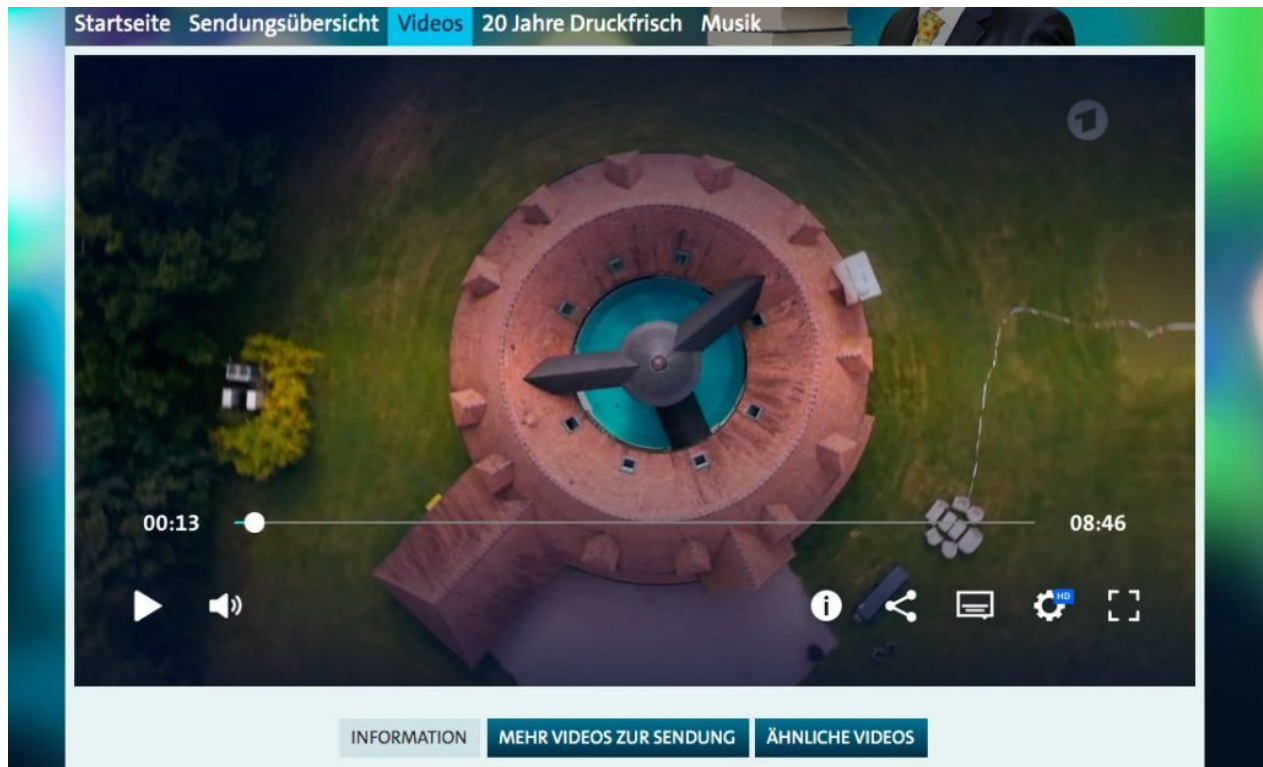 Startseite Sendungsübersicht Videos 20 Jahre Druckfrisch Musik
1
00:13
08:46
i
HD
INFORMATION MEHR VIDEOS ZUR SENDUNG ÄHNLICHE VIDEOS